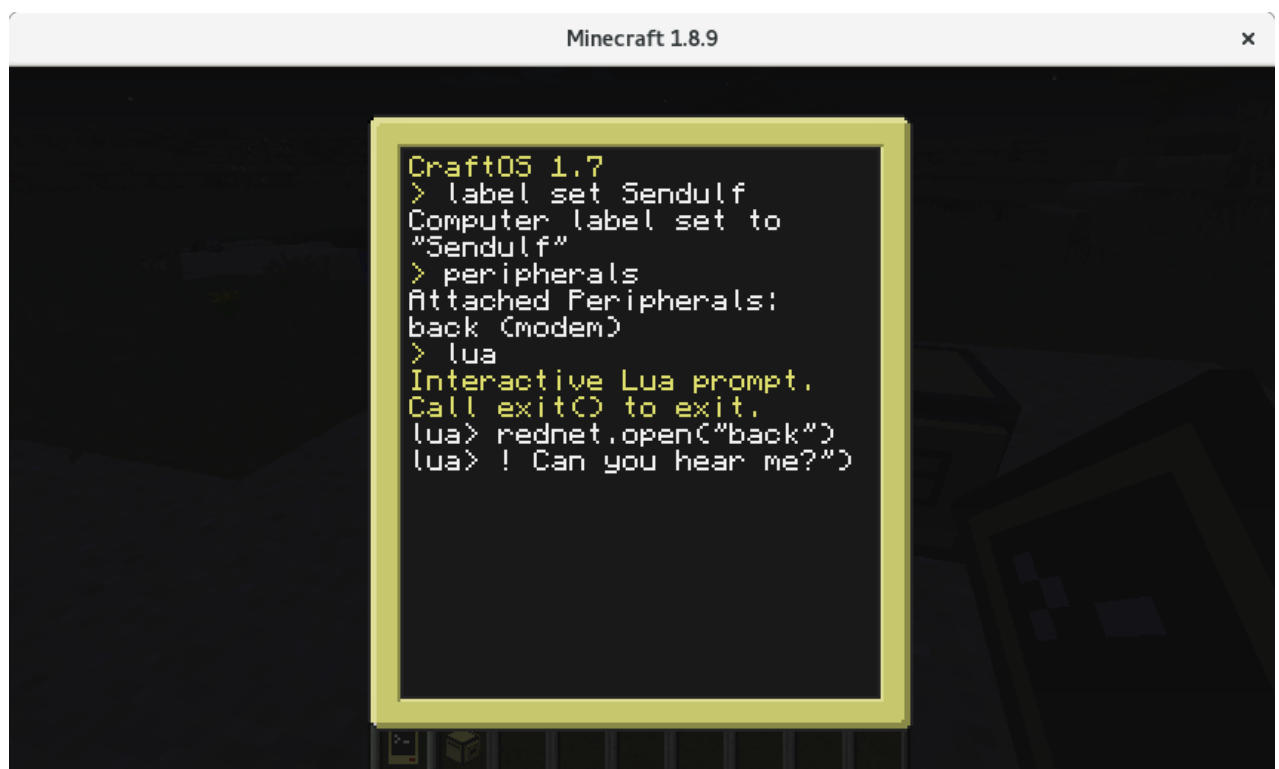 Minecraft 1.8.9
CraftOS 1.7
> label set Sendulf
Computer label set to
"Sendulf"
> peripherals
Attached Peripherals:
back (modem)
> lua
Interactive Lua prompt.
Call exit() to exit.
lua> rednet.open("back")
lua> ! Can you hear me?")